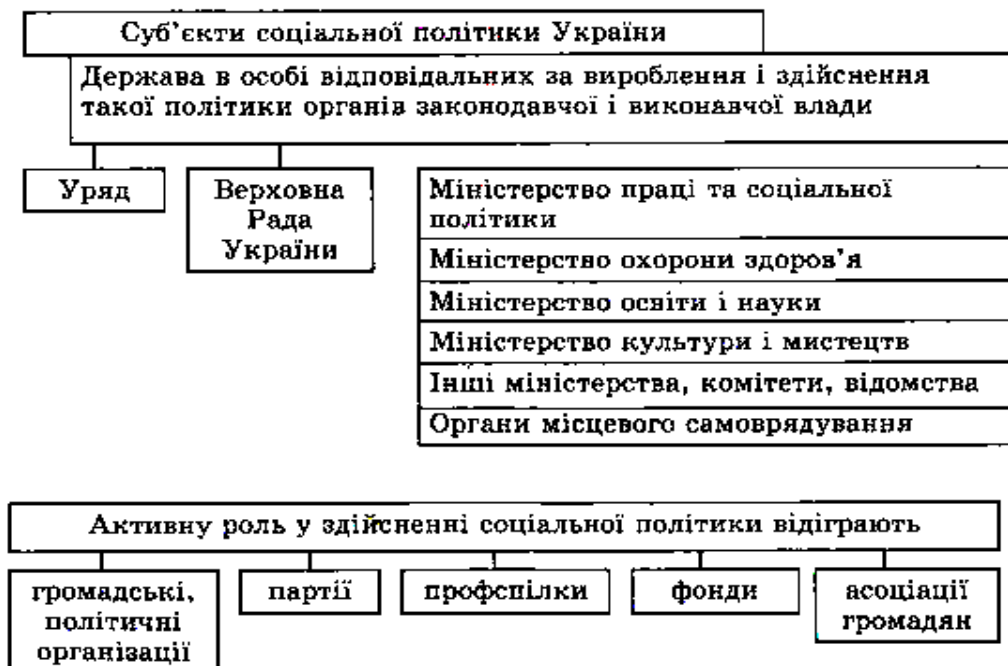 Суб’єкти соціальної політики України
Держава в особі відповідальних за вироблення і здійснення
такої політики органів законодавчої і виконавчої влади
Уряд
Верховна
Рада
України
Міністерство праці та соціальної
політики
Міністерство охорони здоров’я
Міністерство освіти і науки
Міністерство культури і мистецтв
Інші міністерства, комітети, відомства
Органи місцевого самоврядування
Активну роль у здійсненні соціальної політики відіграють
громадські,
політичні
організації
партії
профспілки
фонди
асоціації
громадян